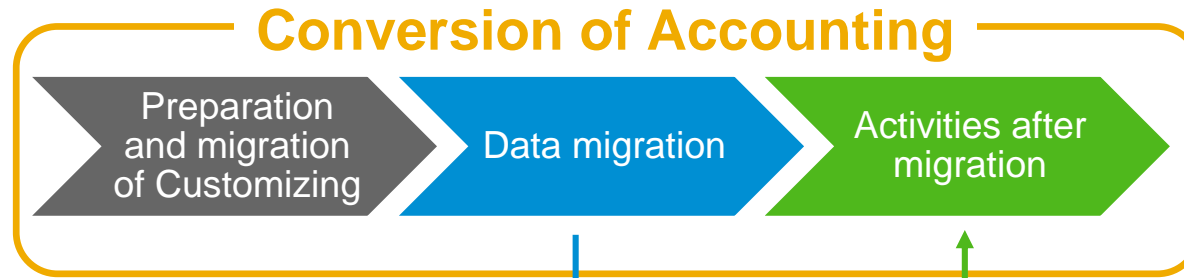 Conversion of Accounting
Preparation
and migration
of Customizing
Data migration
Activities after
migration